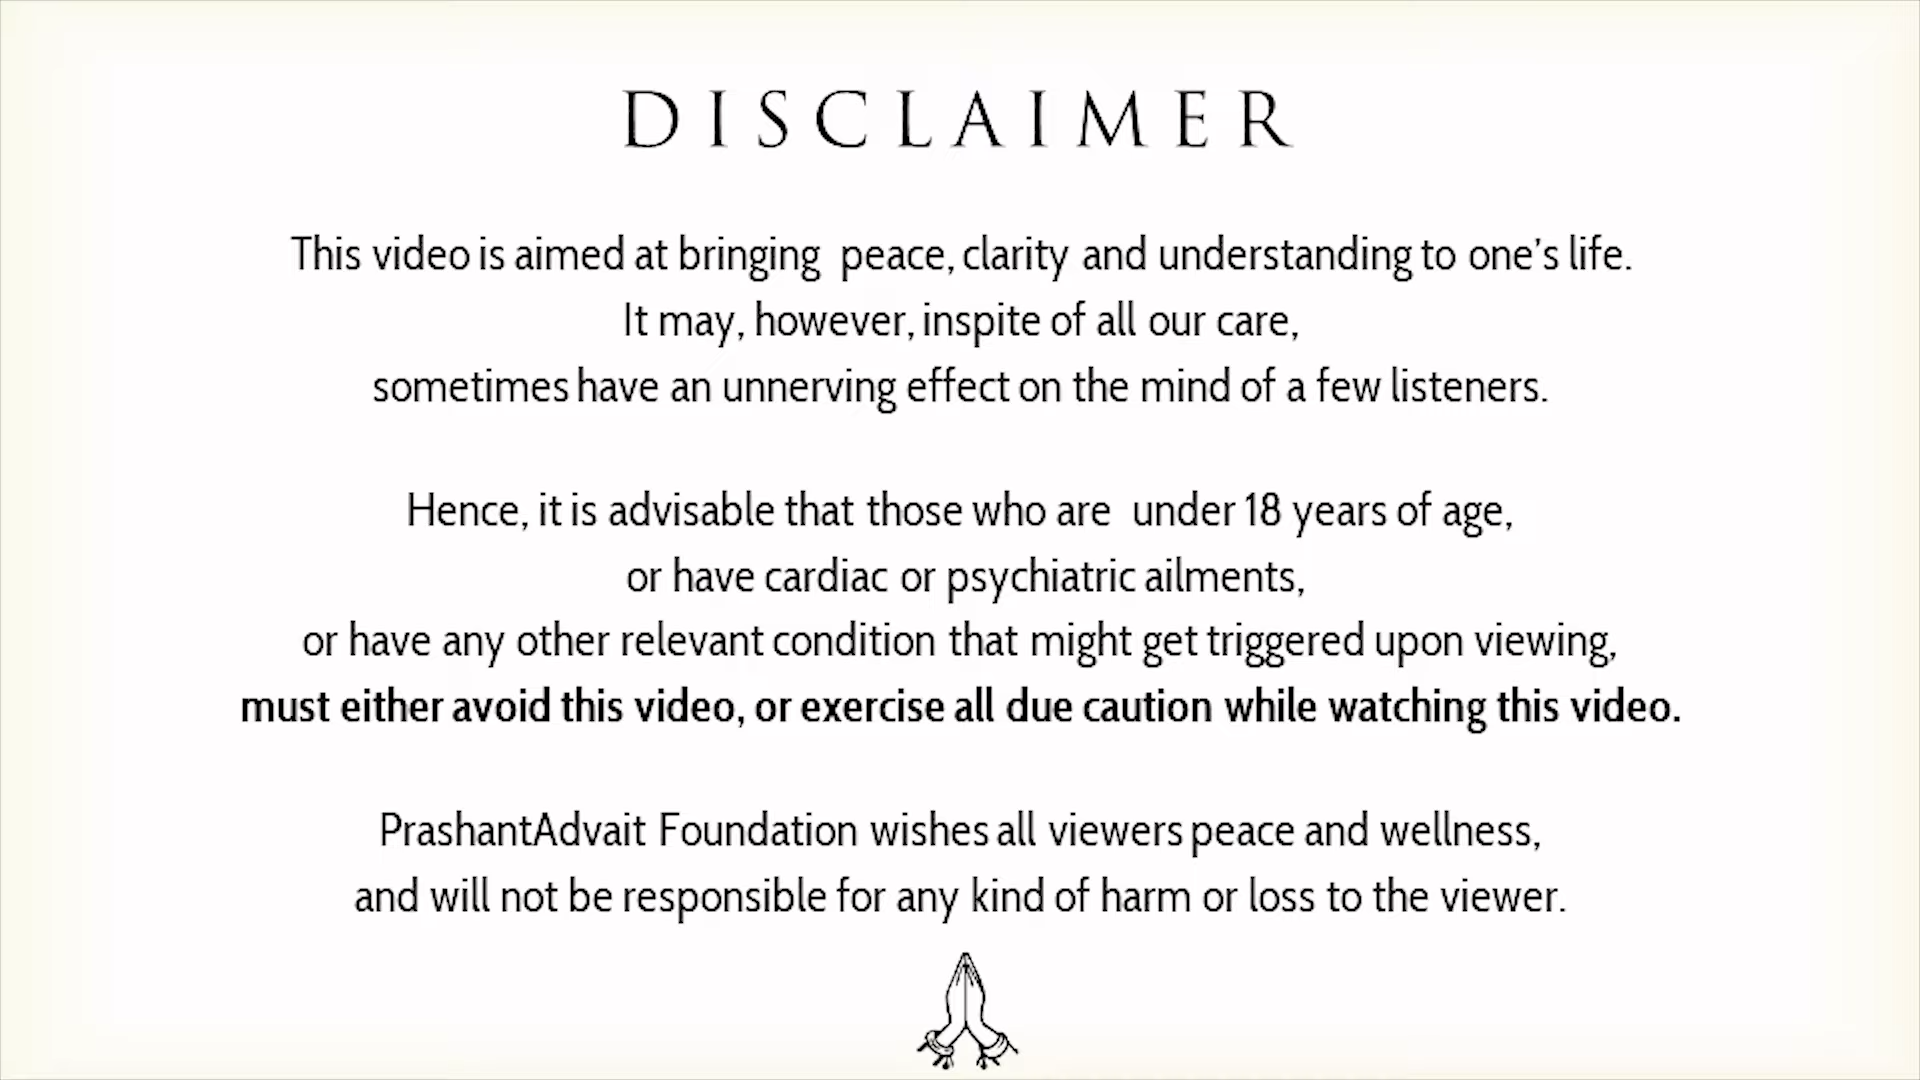 DISCLAIMER
This video is aimed at bringing peace, clarity and understanding to one's life.
It may, however, inspite of all our care,
sometimes have an unnerving effect on the mind of a few listeners.
Hence, it is advisable that those who are under 18 years of age,
or have cardiac or psychiatric ailments,
or have any other relevant condition that might get triggered upon viewing,
must either avoid this video, or exercise all due caution while watching this video.
PrashantAdvait Foundation wishes all viewers peace and wellness,
and will not be responsible for any kind of harm or loss to the viewer.